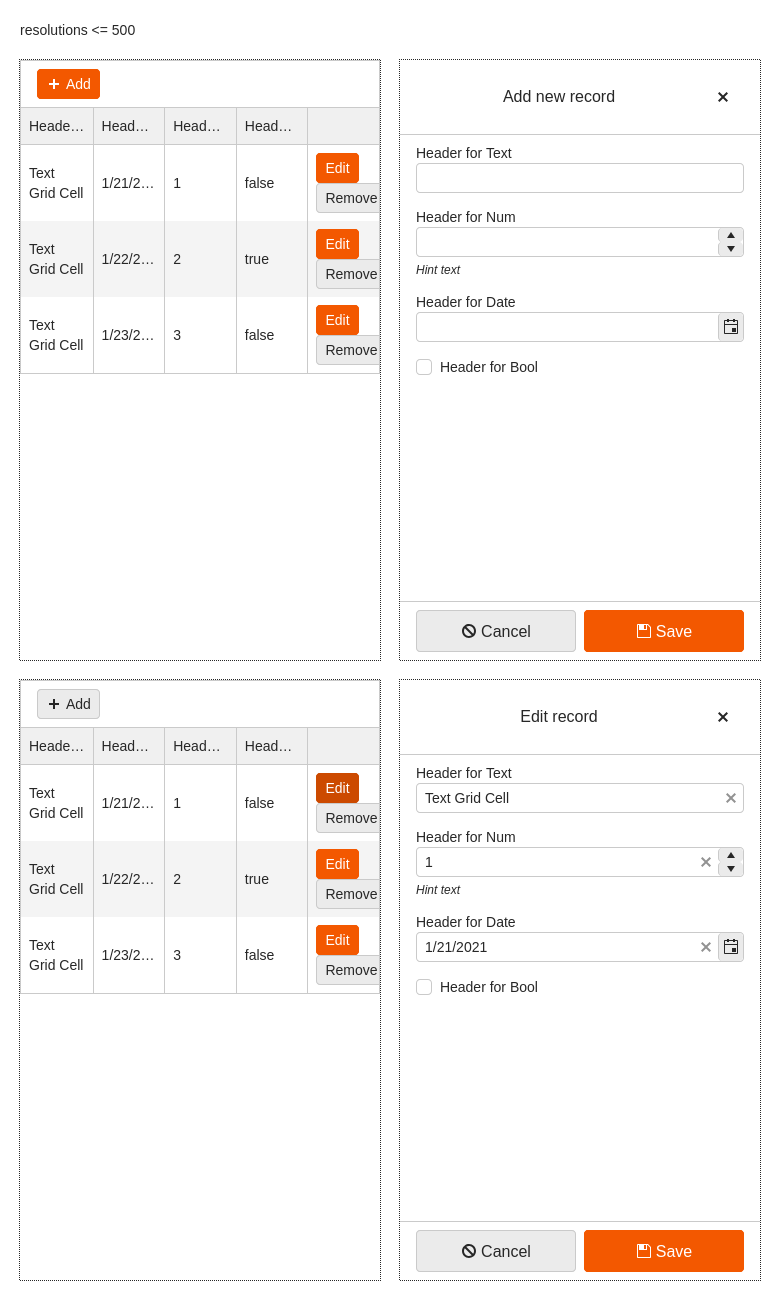 resolutions <= 500
Add
Heade… Head… Head… Head…
Text
Grid Cell
1/21/2… 1 false
Edit
Remove
Text
Grid Cell
1/22/2… 2 true
Edit
Remove
Text
Grid Cell
1/23/2… 3 false
Edit
Remove
Add new record
Header for Text
Header for Num
Hint text
Header for Date
Header for Bool
Cancel Save
Add
Heade… Head… Head… Head…
Text
Grid Cell
1/21/2… 1 false
Edit
Remove
Text
Grid Cell
1/22/2… 2 true
Edit
Remove
Text
Grid Cell
1/23/2… 3 false
Edit
Remove
Edit record
Header for Text
Text Grid Cell
Header for Num
1
Hint text
Header for Date
1/21/2021
Header for Bool
Cancel Save